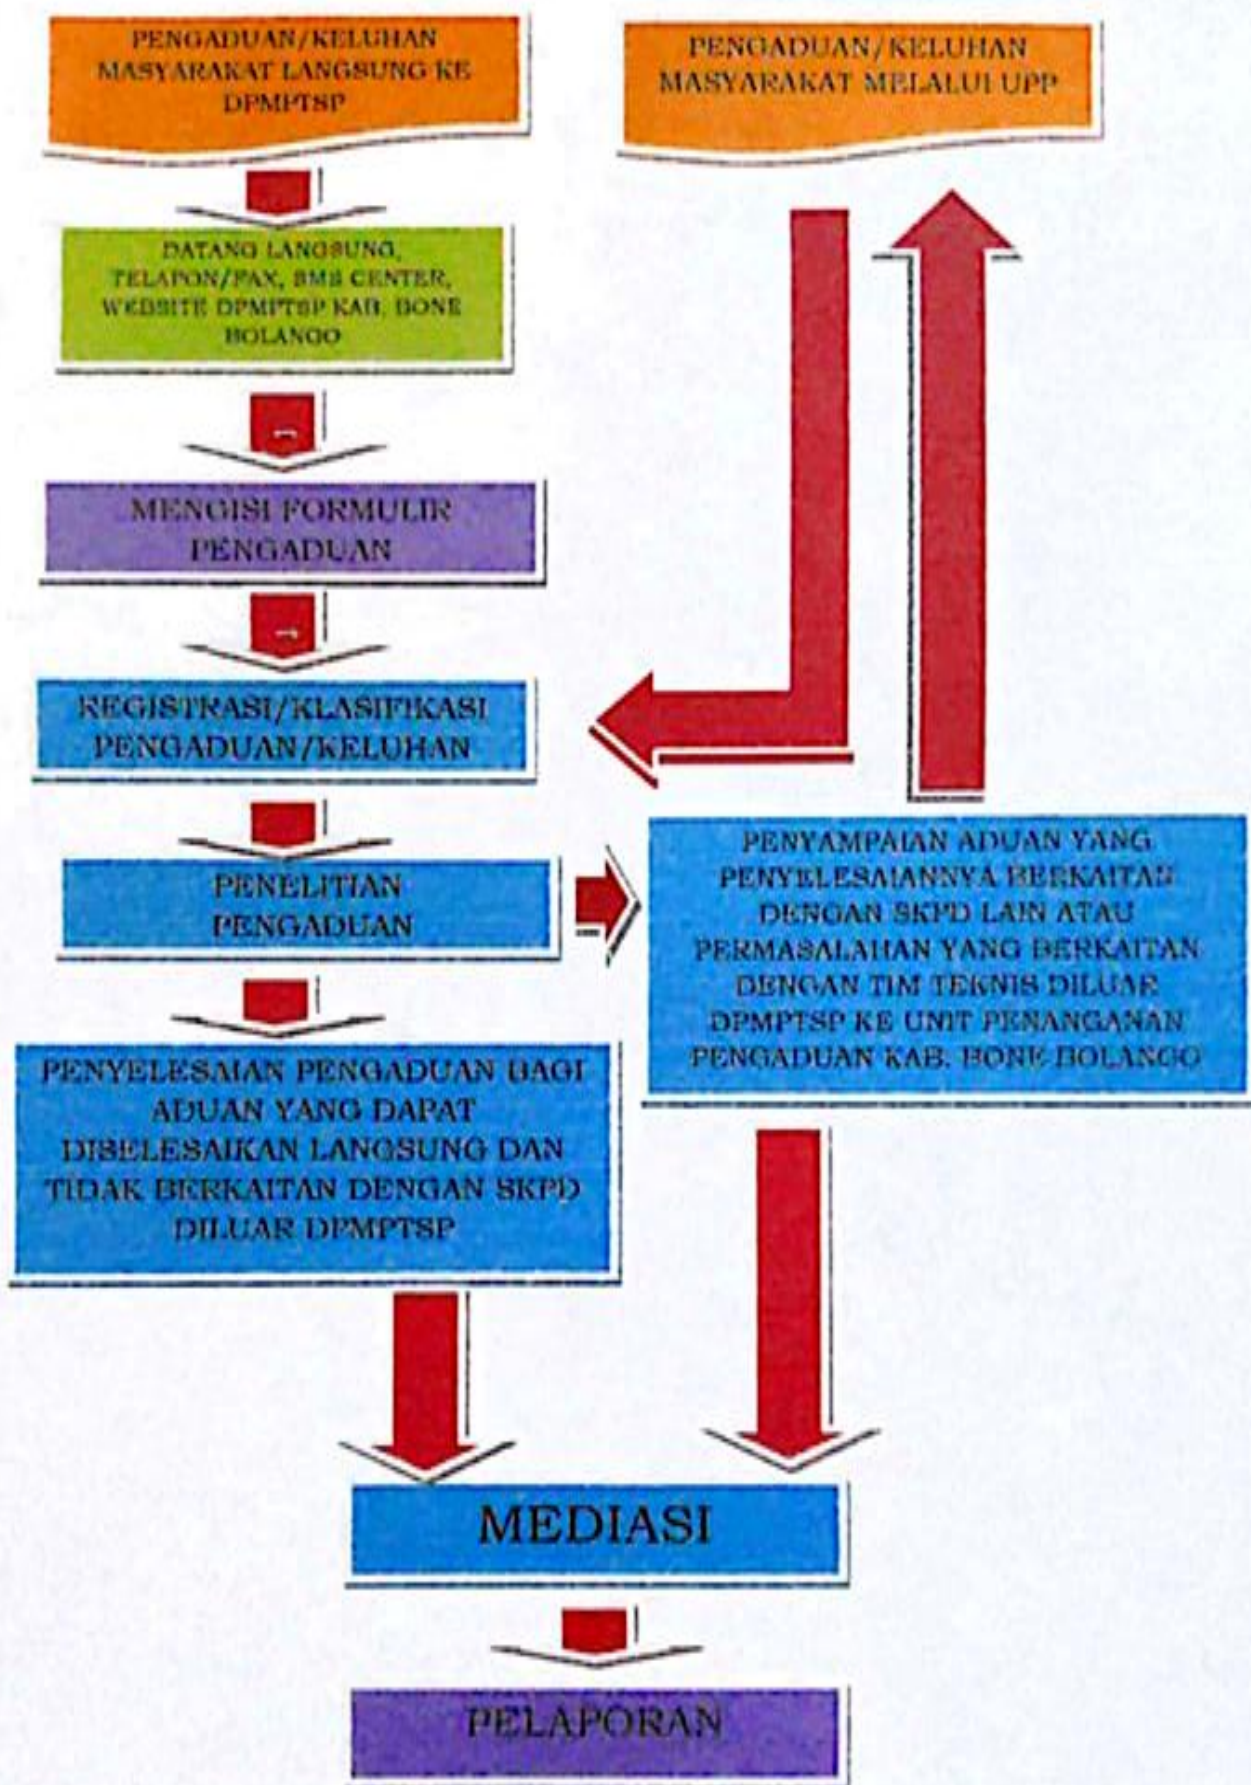 PENGADUAN/KELUHAN
MASYARAKAT LANGSUNG KE
DPMPTSP
PENGADUAN/KELUHAN
MASYARAKAT MELALUI UPP
DATANG LANGSUNG,
TELAPON/FAX, SMS CENTER,
WEBSITE DPMPTSP KAB. BONE
BOLANGO
MENGISI FORMULIR
PENGADUAN
REGISTRASI/KLASIFIKASI
PENGADUAN/KELUHAN
PENELITIAN
PENGADUAN
PENYAMPAIAN ADUAN YANG
PENYELESAIANNYA BERKAITAN
DENGAN SKPD LAIN ATAU
PERMASALAHAN YANG BERKAITAN
DENGAN TIM TEKNIS DILUAR
DPMPTSP KE UNIT PENANGANAN
PENGADUAN KAB. BONE BOLANGO
PENYELESAIAN PENGADUAN BAGI
ADUAN YANG DAPAT
DISELESAIKAN LANGSUNG DAN
TIDAK BERKAITAN DENGAN SKPD
DILUAR DPMPTSP
MEDIASI
PELAPORAN